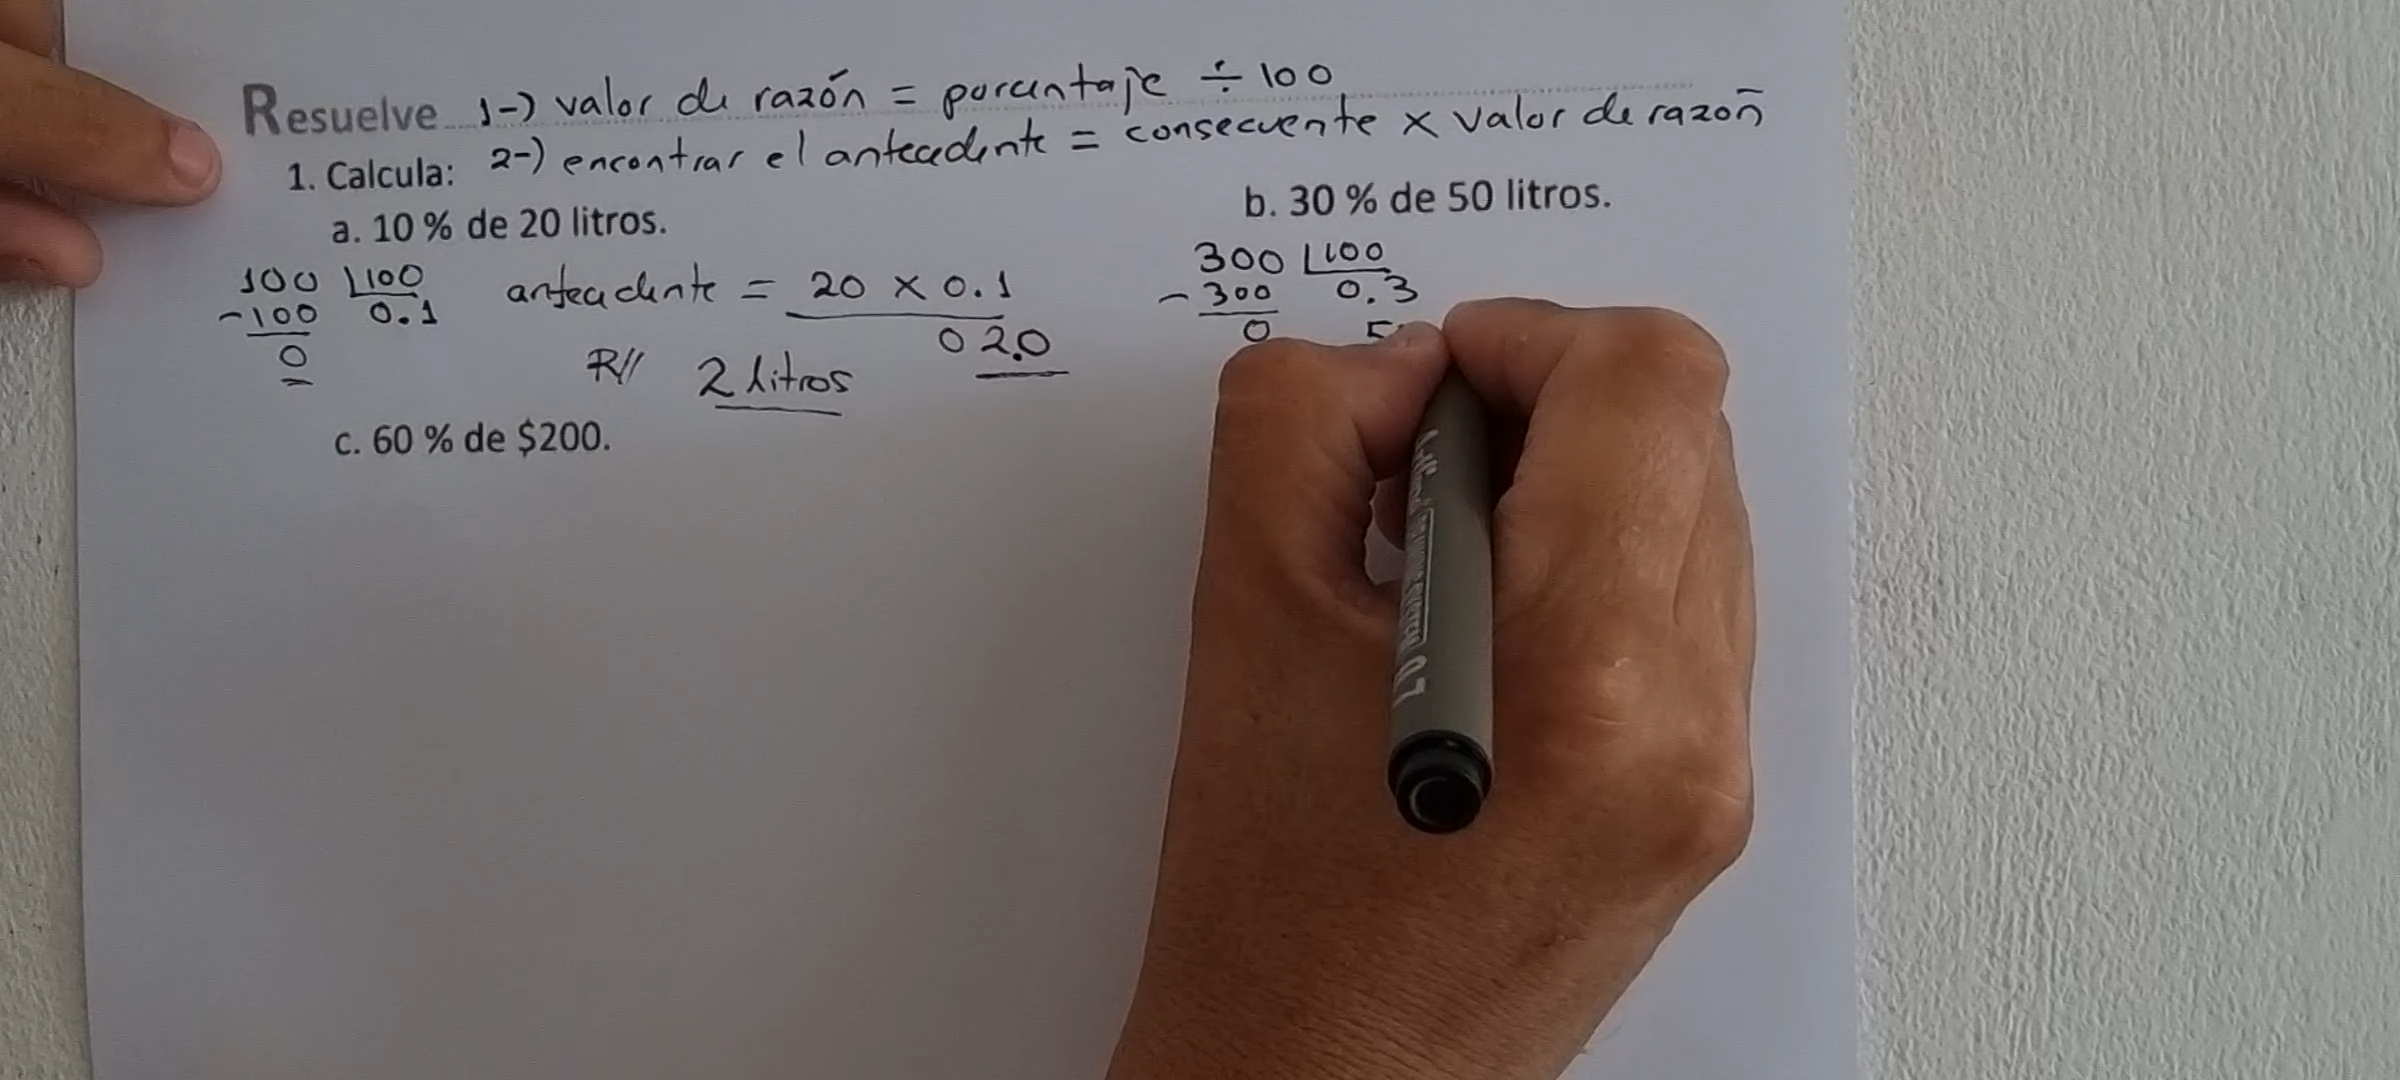 Resuelve 1-) valor de razón = porcentaje ÷ 100
2-) encontrar el antecedente = consecuente x valor de razón
1. Calcula:
a. 10 % de 20 litros.
100 100
-100 0.1
0
antecedente = 20 x 0.1
02.0
R// 2 litros
b. 30 % de 50 litros.
300 100
-300 0.3
0 5
c. 60 % de $200.